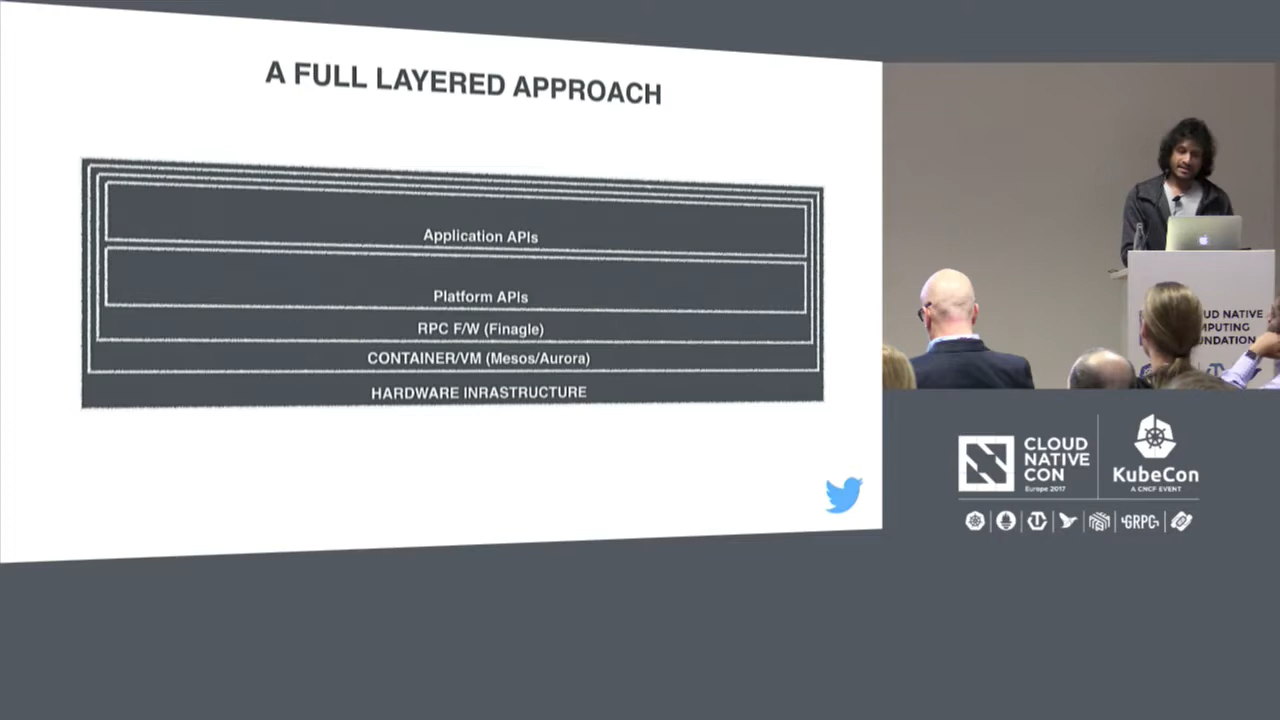 A FULL LAYERED APPROACH
Application APIs
Platform APIs
RPC F/W (Finagle)
CONTAINER/VM (Mesos/Aurora)
HARDWARE INRASTRUCTURE
UD NATIVE
MPUTING
UNDATION
CLOUD
NATIVE
CON
Europe 2017
KubeCon
A CNCF EVENT
GRPC